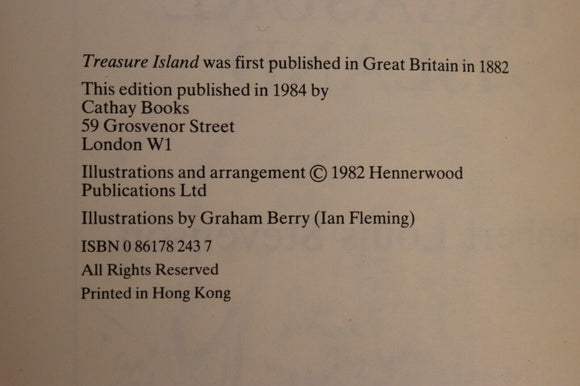 Treasure Island was first published in Great Britain in 1882
This edition published in 1984 by
Cathay Books
59 Grosvenor Street
London W1
Illustrations and arrangement © 1982 Hennerwood
Publications Ltd
Illustrations by Graham Berry (Ian Fleming)
ISBN 0 86178 243 7
All Rights Reserved
Printed in Hong Kong